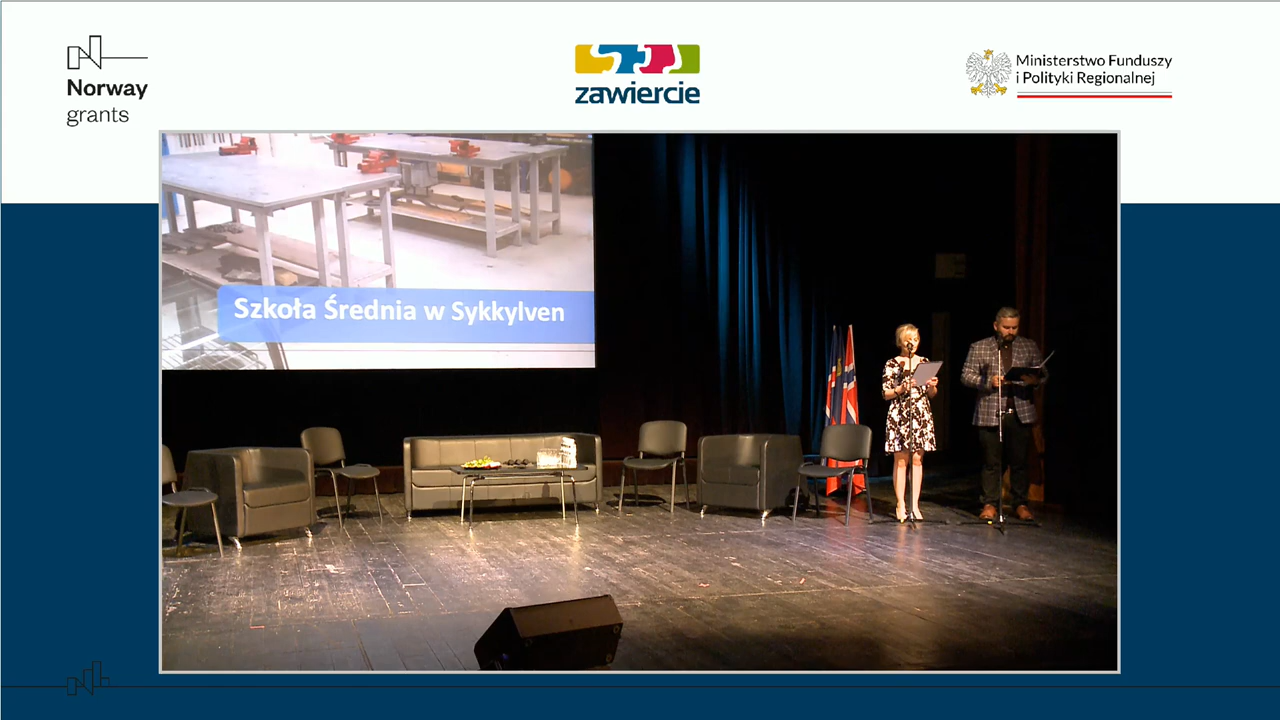 Norway
grants
zawiercie
Ministerstwo Funduszy
i Polityki Regionalnej
Szkoła Średnia w Sykkylven